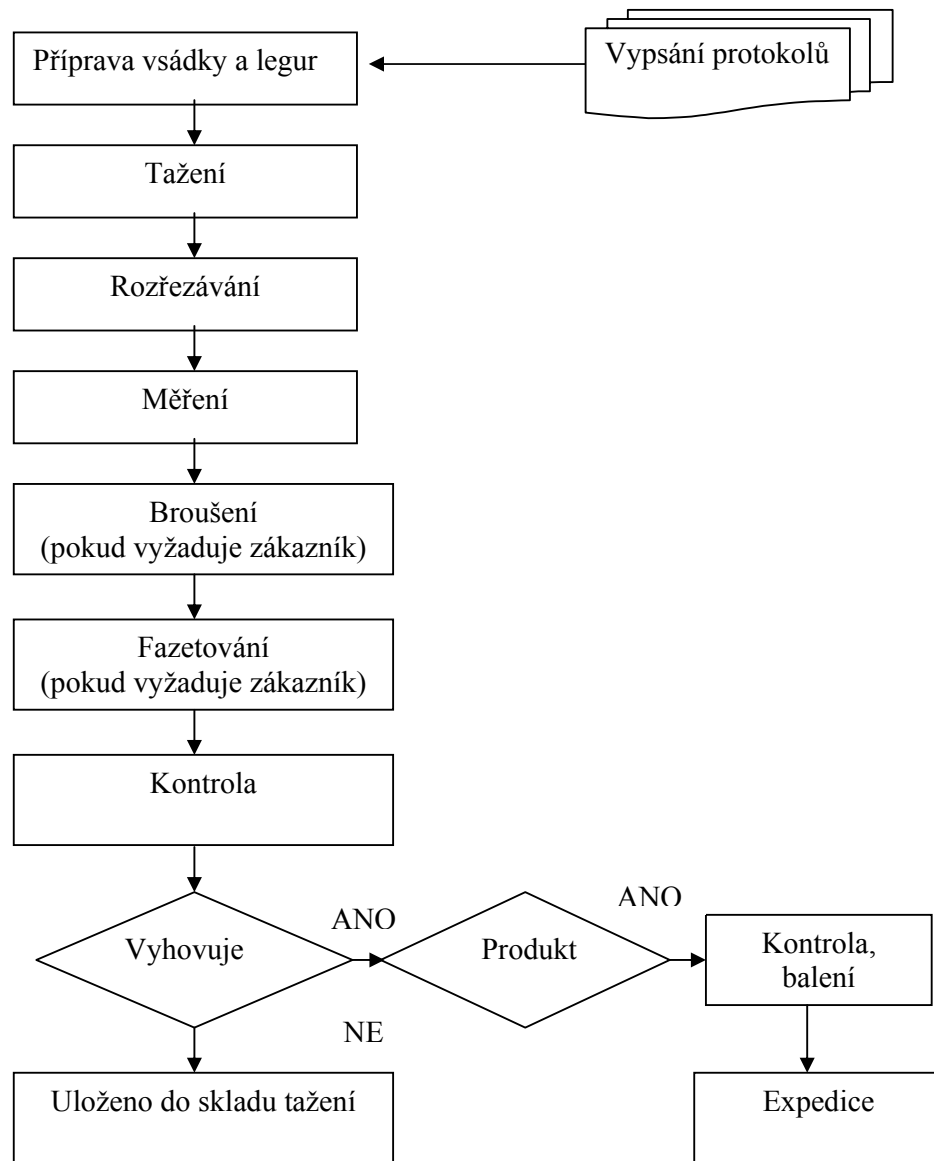 Příprava vsádky a legur
Vypsání protokolů
Tažení
Rozřezávání
Měření
Broušení
(pokud vyžaduje zákazník)
Fazetování
(pokud vyžaduje zákazník)
Kontrola
Vyhovuje
ANO
Produkt
ANO
Kontrola,
balení
NE
Uloženo do skladu tažení
Expedice